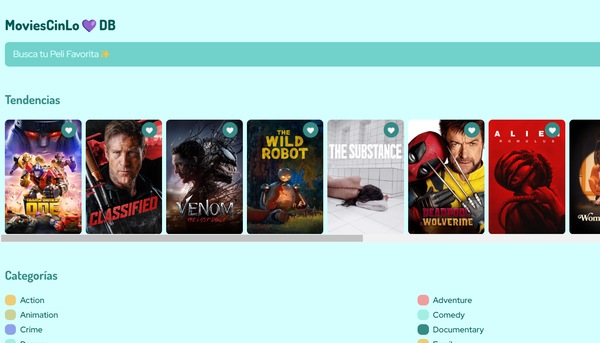 MoviesCinLo 💜 DB
Busca tu Peli Favorita ✨
Tendencias
ONE
CLASSIFIED
VENOM
THE
WILD
ROBOT
THE SUBSTANCE
DEADPOOL
WOLVERINE
ALIEN
ROMULUS
Categorías
Action
Adventure
Animation
Comedy
Crime
Documentary